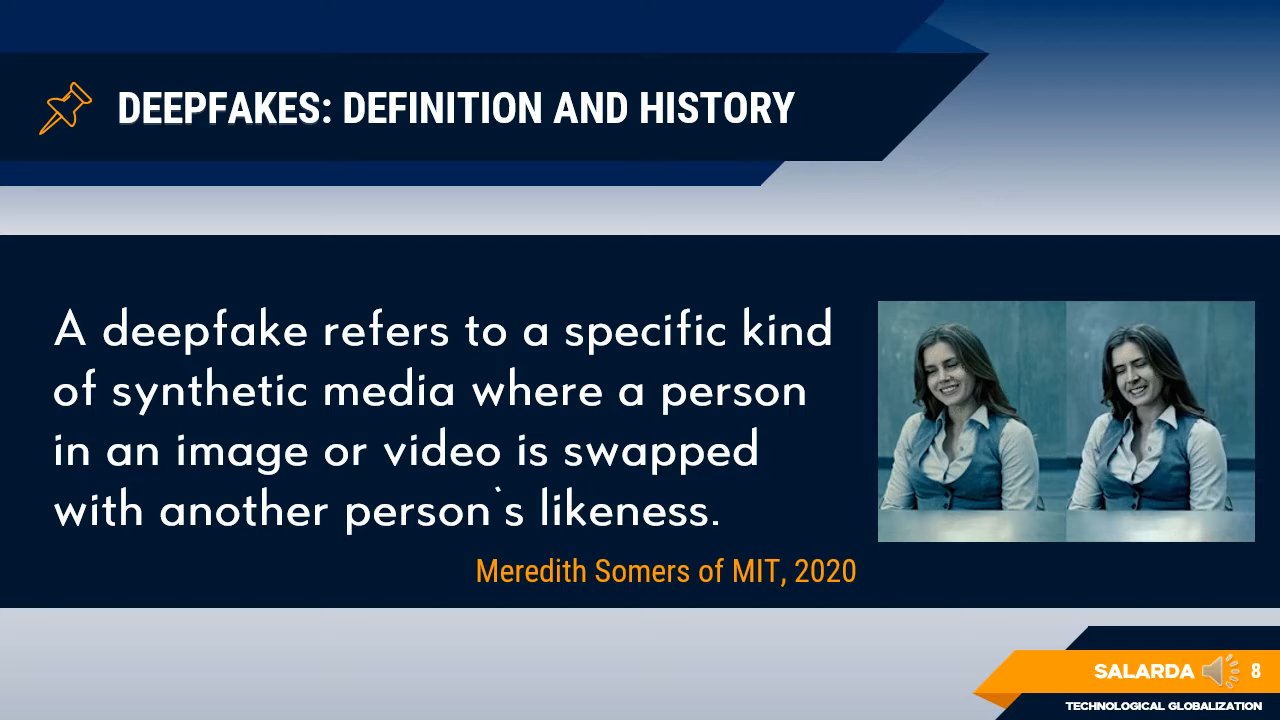 DEEPFAKES: DEFINITION AND HISTORY
A deepfake refers to a specific kind
of synthetic media where a person
in an image or video is swapped
with another person`s likeness.
Meredith Somers of MIT, 2020
SALARDA 8
TECHNOLOGICAL GLOBALIZATION